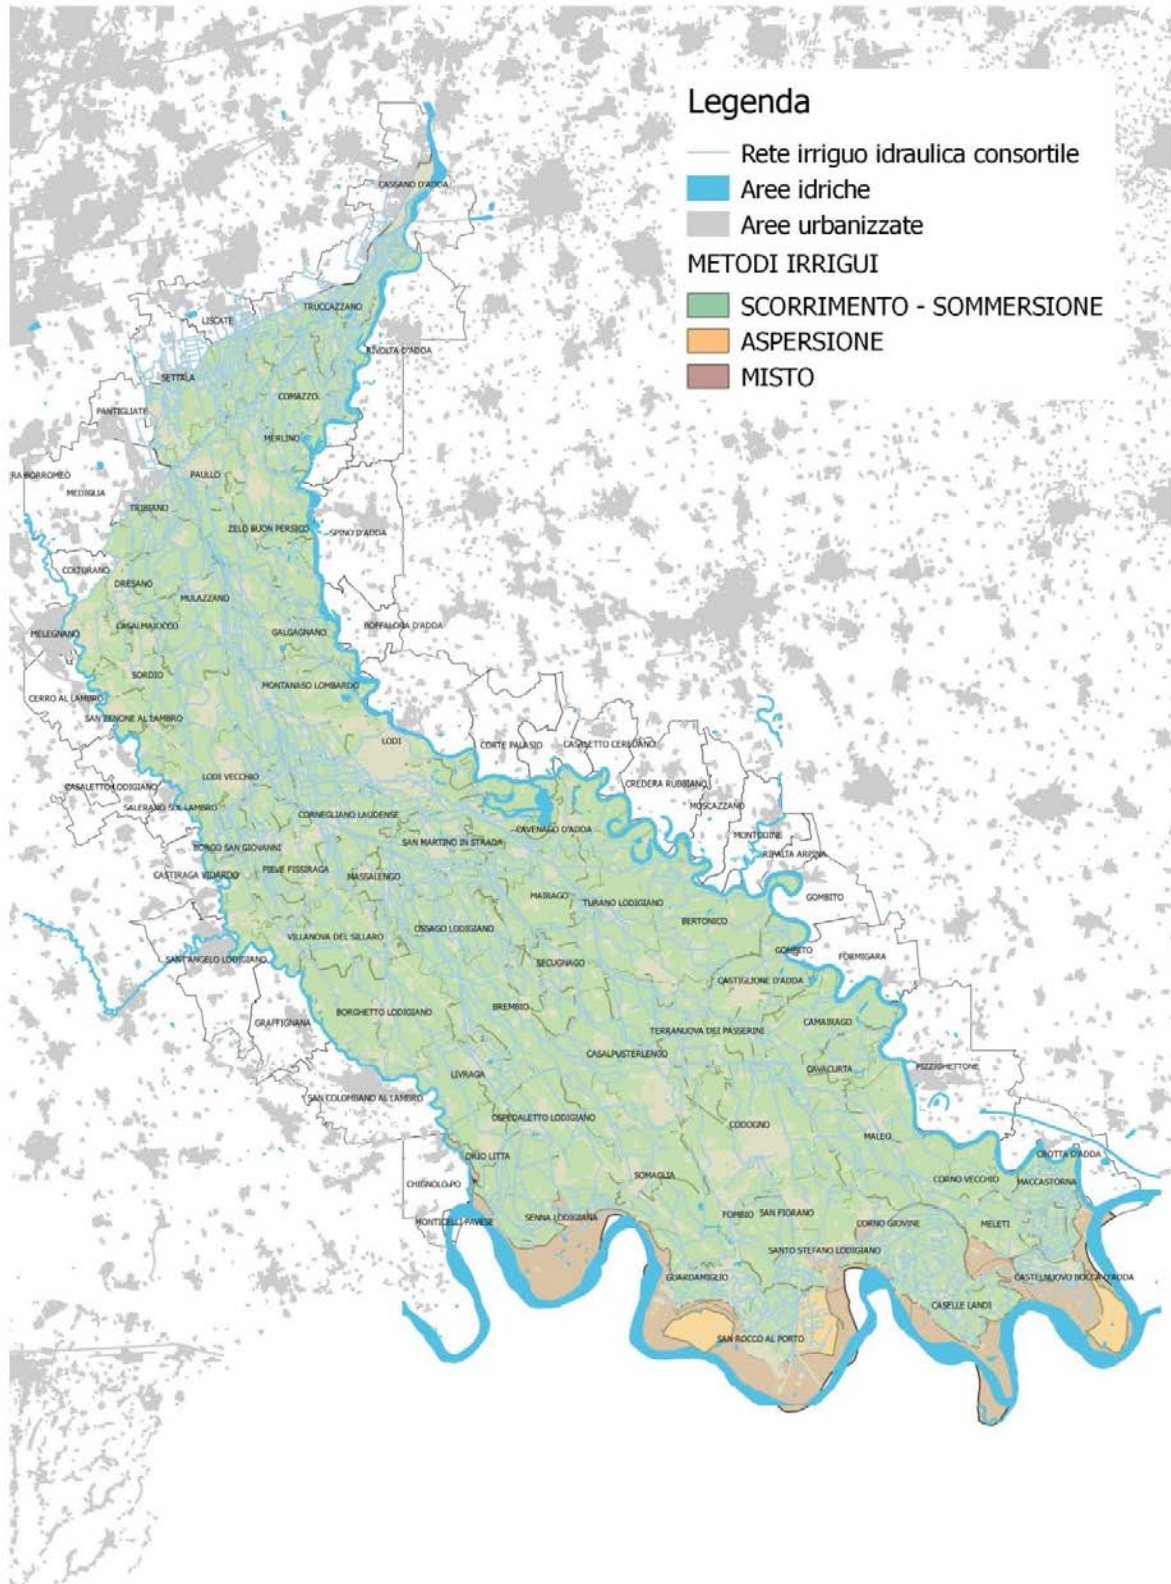 Legenda
Rete irriguo idraulica consortile
Aree idriche
Aree urbanizzate
METODI IRRIGUI
SCORRIMENTO - SOMMERSIONE
ASPERSIONE
MISTO
CASSANO D'ADDA
TRUCCAZZANO
LISCATE
RIVOLTA D'ADDA
SETTALA
COMAZZO
PANTIGLIATE
MERLINO
RA BORROMEO
PAULLO
MEDIGLIA
TRIBIANO
ZELO BUON PERSICO
SPINO D'ADDA
COLTURANO
DRESANO
MULAZZANO
CASALMAIOCCO
BOFFALORA D'ADDA
MELEGNANO
GALGAGNANO
SORDIO
MONTANASO LOMBARDO
CERRO AL LAMBRO
SAN ZENONE AL LAMBRO
LODI
CORTE PALASIO
CASALETTO CEREDANO
LODI VECCHIO
CASALETTO LODIGIANO
CREDERA RUBBIANO
SALERANO SUL LAMBRO
MOSCAZZANO
CORNEGLIANO LAUDENSE
CAVENAGO D'ADDA
MONTODINE
SAN MARTINO IN STRADA
BORGO SAN GIOVANNI
RIPALTA ARPINA
CASTIRAGA VIDARDO
PIEVE FISSIRAGA
MASSALENGO
MAIRAGO
TURANO LODIGIANO
GOMBITO
BERTONICO
OSSAGO LODIGIANO
VILLANOVA DEL SILLARO
GOMBITO
FORMIGARA
SANT'ANGELO LODIGIANO
SECUGNAGO
CASTIGLIONE D'ADDA
BREMBIO
BORGHETTO LODIGIANO
GRAFFIGNANA
CAMAIRAGO
TERRANUOVA DEI PASSERINI
CASALPUSTERLENGO
PIZZIGHETTONE
CAVACURTA
LIVRAGA
SAN COLOMBANO AL LAMBRO
OSPEDALETTO LODIGIANO
CODOGNO
MALEO
ORIO LITTA
CROTTA D'ADDA
SOMAGLIA
CORNO VECCHIO
MACCASTORNA
CHIGNOLO PO
FOMBIO
SAN FIORANO
SENNA LODIGIANA
MONTICELLI PAVESE
CORNO GIOVINE
MELETI
SANTO STEFANO LODIGIANO
GUARDAMIGLIO
CASTELNUOVO BOCCA D'ADDA
CASELLE LANDI
SAN ROCCO AL PORTO